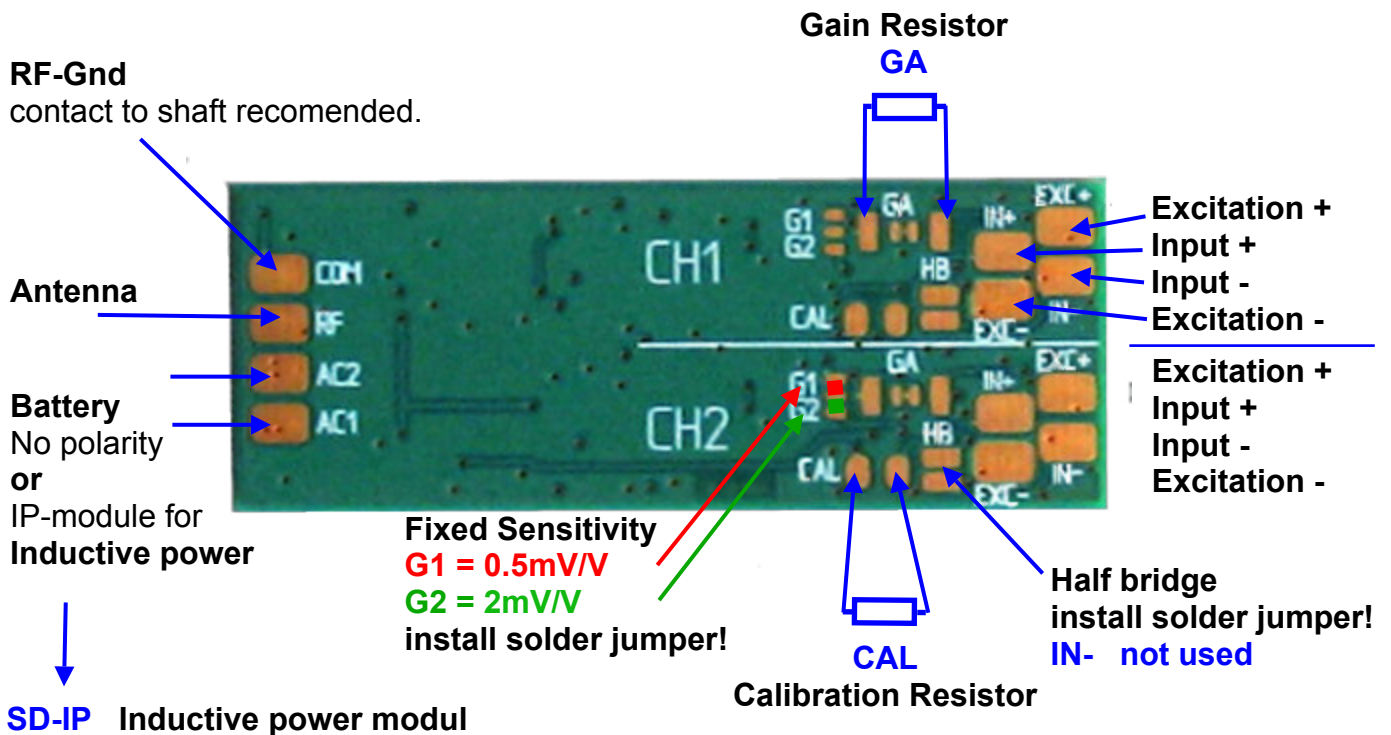 Gain Resistor
GA
RF-Gnd
contact to shaft recomended.
Antenna
Battery
No polarity
or
IP-module for
Inductive power
SD-IP Inductive power modul
COM
RF
AC2
AC1
CH1
G1
G2
GA
IN+
EXC+
HB
CAL
EXC-
IN-
CH2
G1
G2
GA
IN+
EXC+
HB
CAL
EXC-
IN-
Excitation +
Input +
Input -
Excitation -
Excitation +
Input +
Input -
Excitation -
Fixed Sensitivity
G1 = 0.5mV/V
G2 = 2mV/V
install solder jumper!
CAL
Calibration Resistor
Half bridge
install solder jumper!
IN- not used